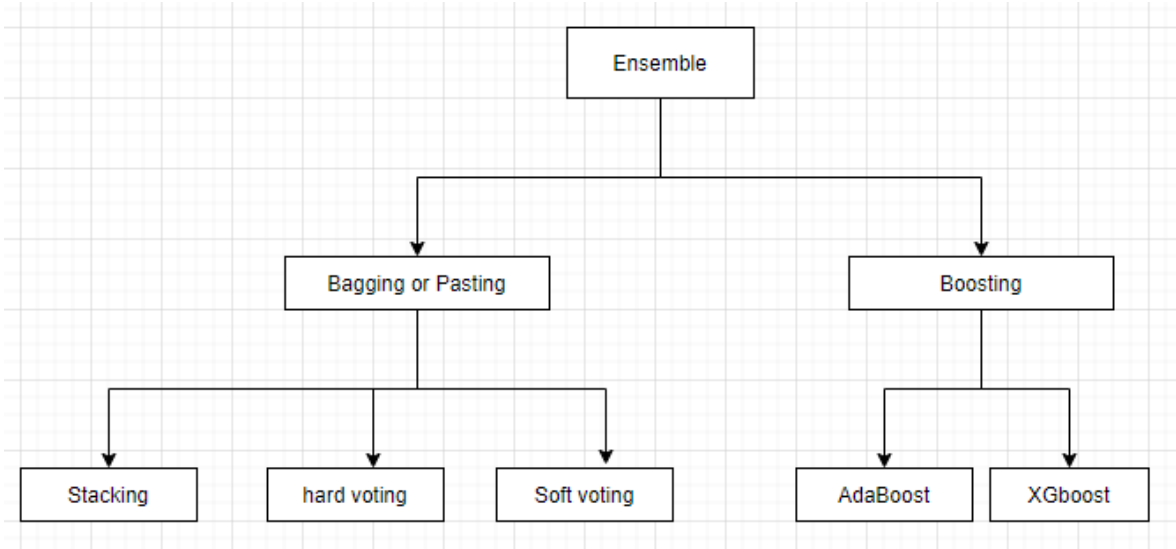 Ensemble
Bagging or Pasting
Boosting
Stacking
hard voting
Soft voting
AdaBoost
XGboost